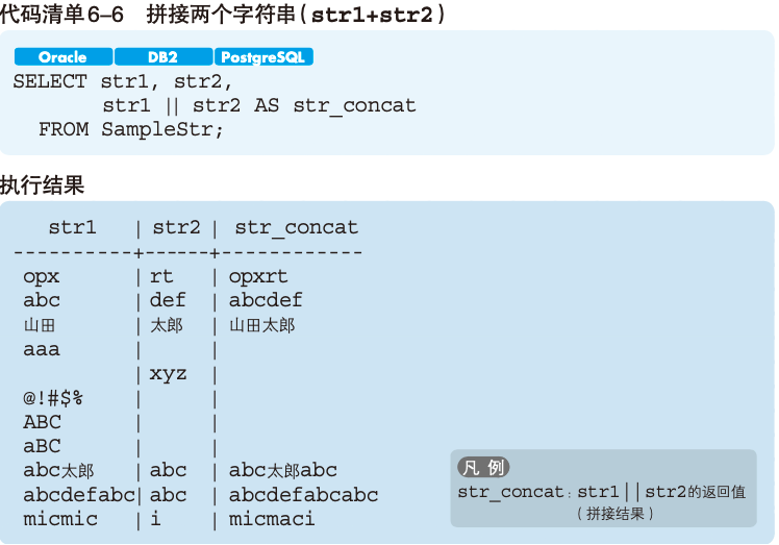 代码清单6-6 拼接两个字符串(str1+str2)
Oracle DB2 PostgreSQL
SELECT str1, str2,
str1 || str2 AS str_concat
FROM SampleStr;
执行结果
str1 | str2 | str_concat
----------+------+------------
opx | rt | opxrt
abc | def | abcdef
山田 | 太郎 | 山田太郎
aaa | |
| xyz |
@!#$% | |
ABC | |
aBC | |
abc太郎 | abc | abc太郎abc
abcdefabc| abc | abcdefabcabc
micmic | i | micmaci
凡例
str_concat：str1||str2的返回值
（拼接结果）